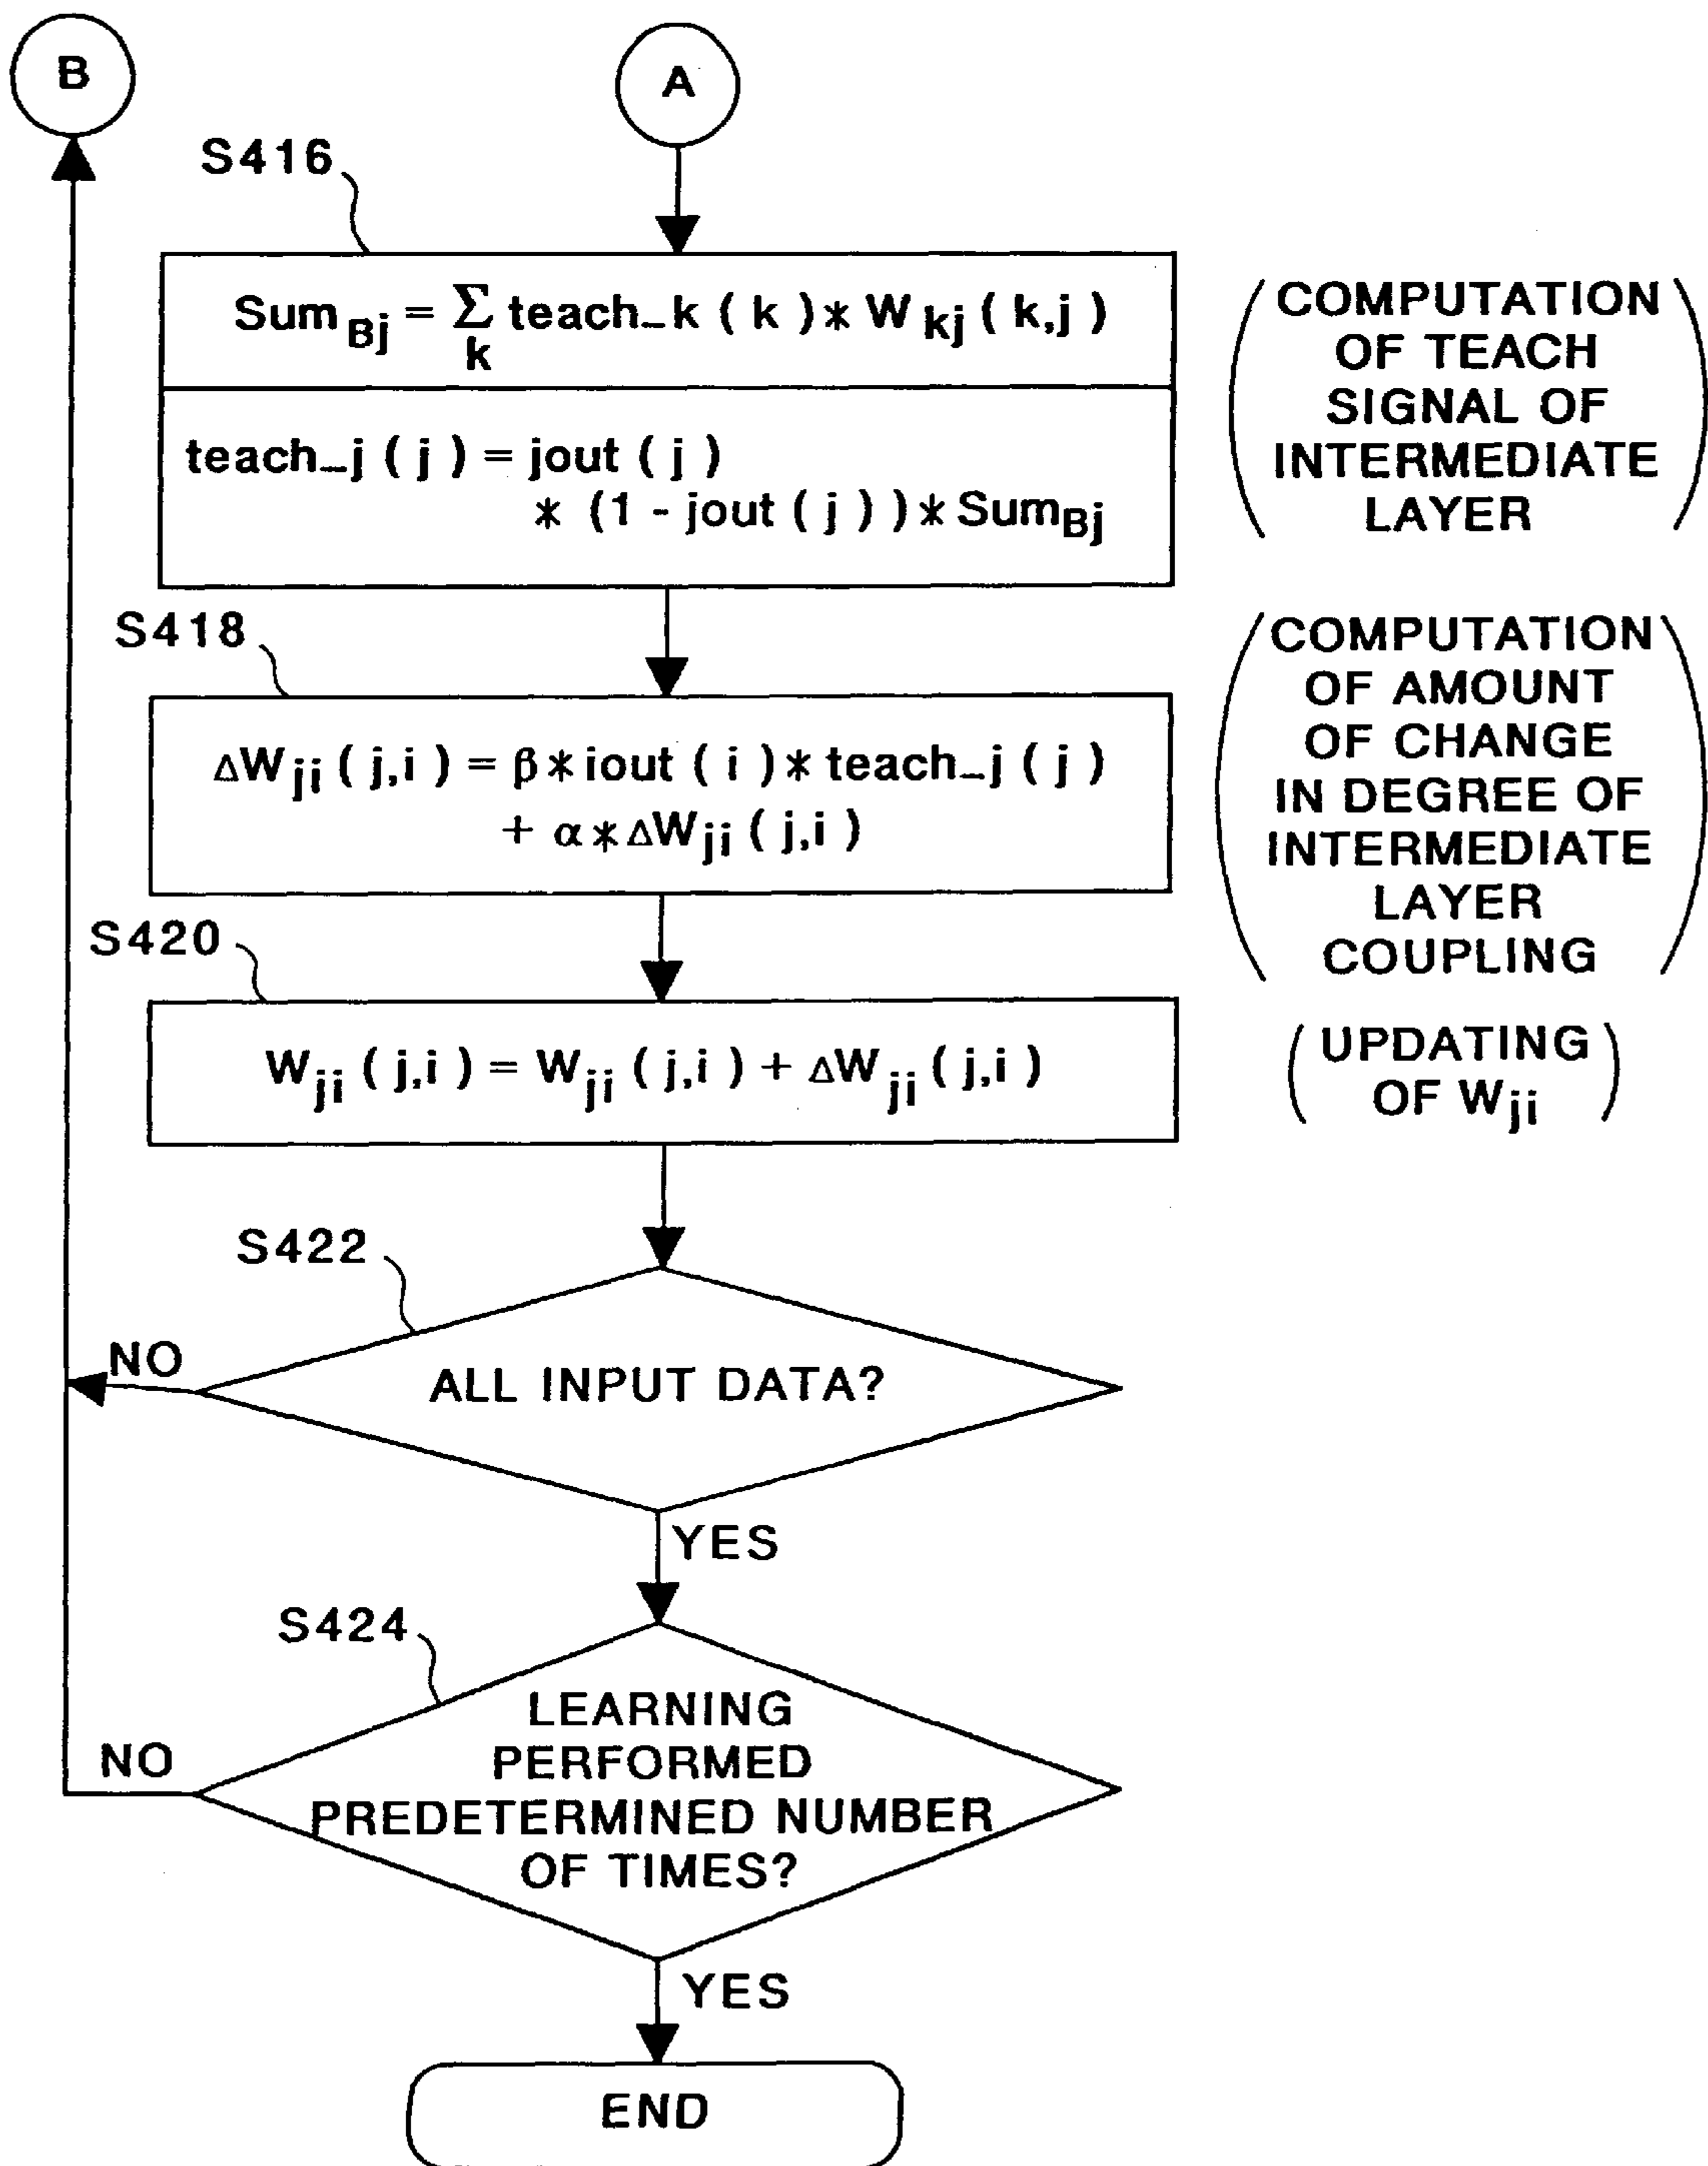 B
A
S416
Sum_Bj = Σ_k teach_k ( k ) * W_kj ( k,j )
teach_j ( j ) = jout ( j )
* ( 1 - jout ( j ) ) * Sum_Bj
( COMPUTATION
OF TEACH
SIGNAL OF
INTERMEDIATE
LAYER )
S418
ΔW_ji ( j,i ) = β * iout ( i ) * teach_j ( j )
+ α * ΔW_ji ( j,i )
( COMPUTATION
OF AMOUNT
OF CHANGE
IN DEGREE OF
INTERMEDIATE
LAYER
COUPLING )
S420
W_ji ( j,i ) = W_ji ( j,i ) + ΔW_ji ( j,i )
( UPDATING
OF W_ji )
S422
NO
ALL INPUT DATA?
YES
S424
NO
LEARNING
PERFORMED
PREDETERMINED NUMBER
OF TIMES?
YES
END